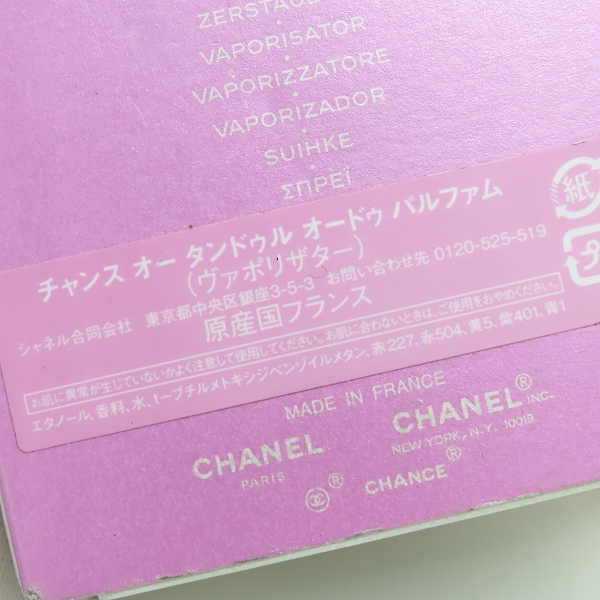 VAPORISATOR
VAPORIZZATORE
VAPORIZADOR
SUIHKE
ΣΠΡΕΪ
チャンス オー タンドゥル オードゥ パルファム
(ヴァポリザター)
シャネル合同会社 東京都中央区銀座3-5-3 お問い合わせ先 0120-525-519
原産国フランス
お肌に異常が生じていないかよく注意して使用してください。お肌に合わないときは、ご使用をおやめください。
エタノール、香料、水、t-ブチルメトキシジベンゾイルメタン、赤227、赤504、黄5、紫401、青1
紙
プ
MADE IN FRANCE
CHANEL
PARIS
CHANEL® INC.
NEW YORK, N.Y. 10019
® CHANCE®